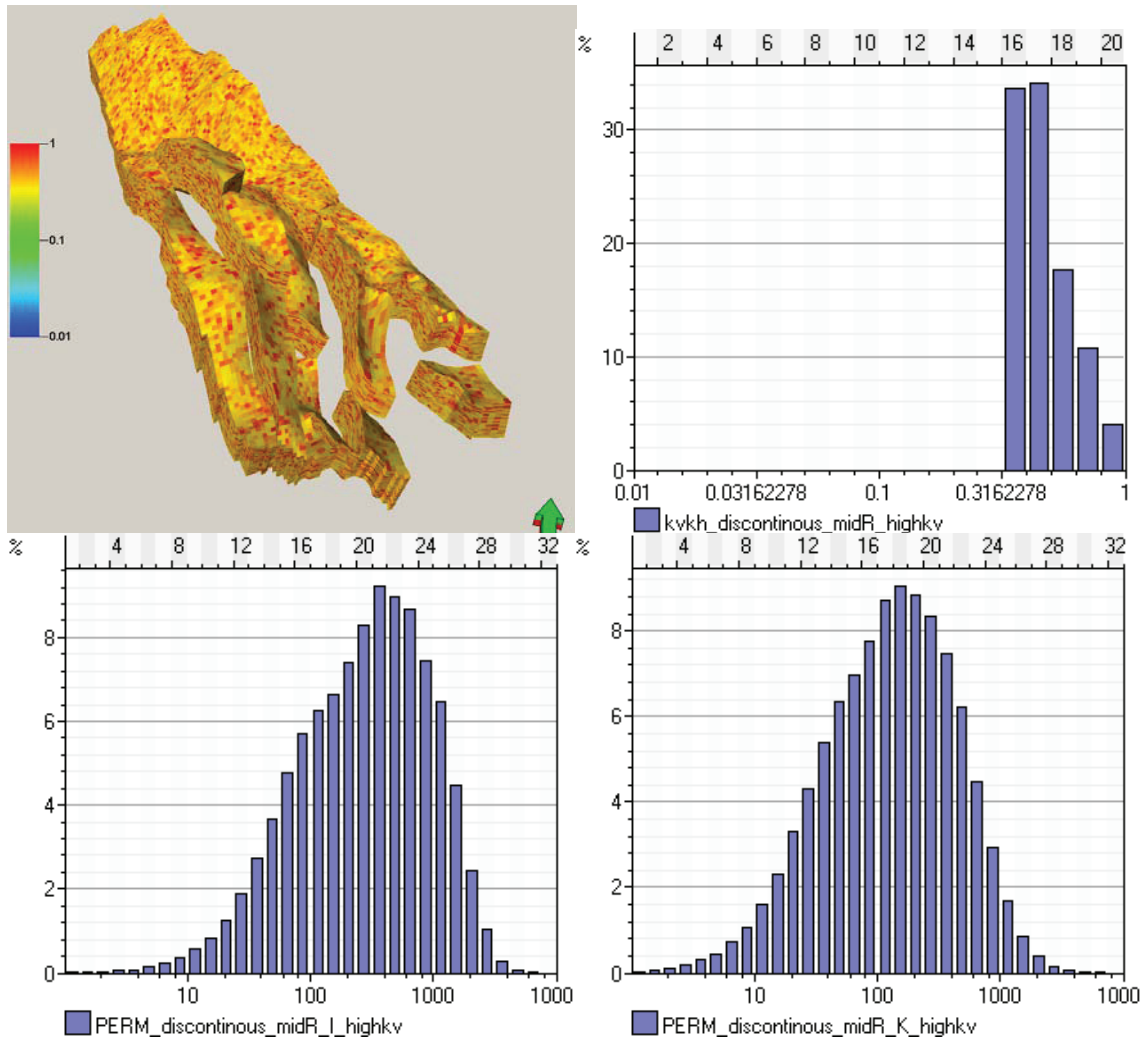 1
0.1
0.01
%
2 4 6 8 10 12 14 16 18 20
30
20
10
0
0.01 0.03162278 0.1 0.3162278 1
kvkh_discontinous_midR_highkv
%
4 8 12 16 20 24 28 32
8
6
4
2
0
10 100 1000 1000
PERM_discontinous_midR_I_highkv
%
4 8 12 16 20 24 28 32
8
6
4
2
0
10 100 1000 1000
PERM_discontinous_midR_K_highkv